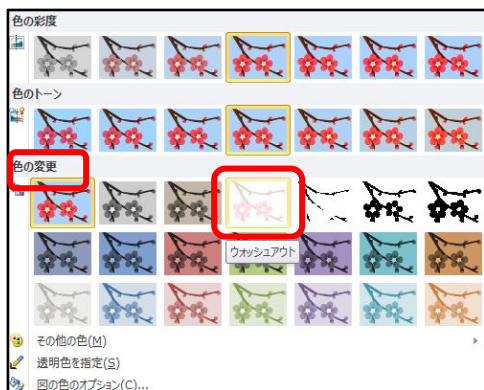 色の彩度
色のトーン
色の変更
ウォッシュアウト
その他の色(M)
透明色を指定(S)
図の色のオプション(C)...